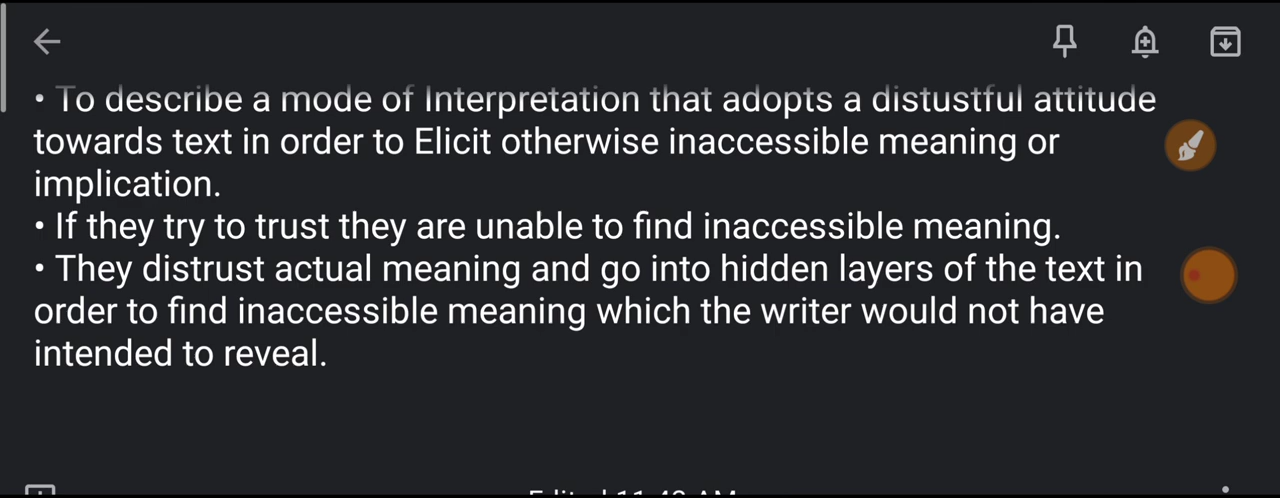 • To describe a mode of Interpretation that adopts a distustful attitude
towards text in order to Elicit otherwise inaccessible meaning or
implication.
• If they try to trust they are unable to find inaccessible meaning.
• They distrust actual meaning and go into hidden layers of the text in
order to find inaccessible meaning which the writer would not have
intended to reveal.
Edited 11: